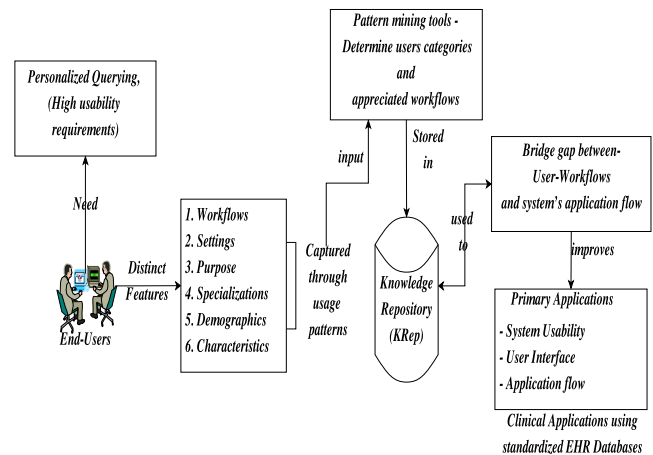 Personalized Querying,
(High usability
requirements)
Need
End-Users
Distinct
Features
1. Workflows
2. Settings
3. Purpose
4. Specializations
5. Demographics
6. Characteristics
Captured
through
usage
patterns
input
Pattern mining tools -
Determine users categories
and
appreciated workflows
Stored
in
Knowledge
Repository
(KRep)
used
to
Bridge gap between-
User-Workflows
and system's application flow
improves
Primary Applications
- System Usability
- User Interface
- Application flow
Clinical Applications using
standardized EHR Databases